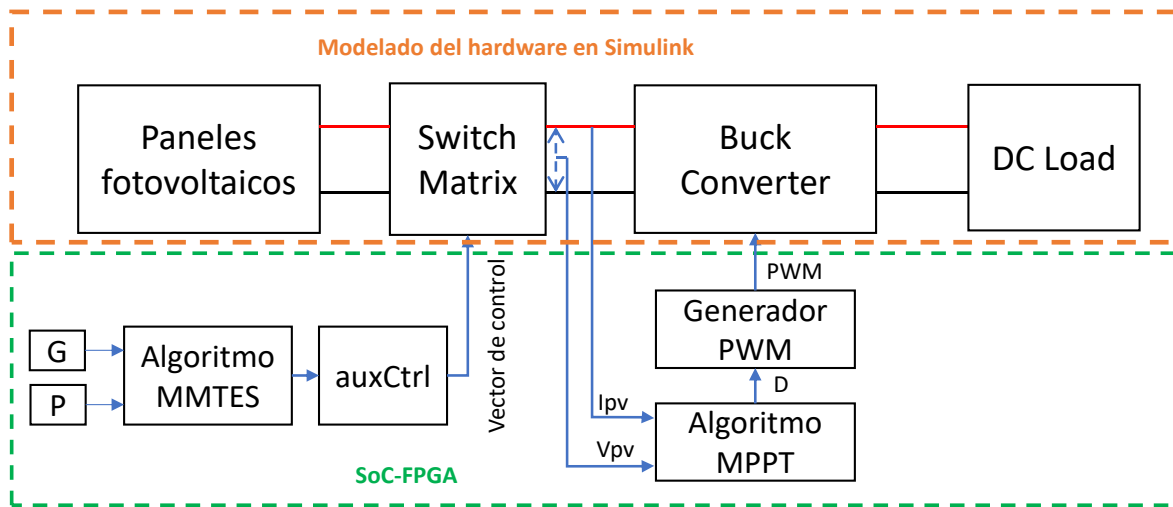 Modelado del hardware en Simulink
Paneles
fotovoltaicos
Switch
Matrix
Buck
Converter
DC Load
Vector de control
PWM
Generador
PWM
G
P
Algoritmo
MMTES
auxCtrl
D
Ipv
Vpv
Algoritmo
MPPT
SoC-FPGA